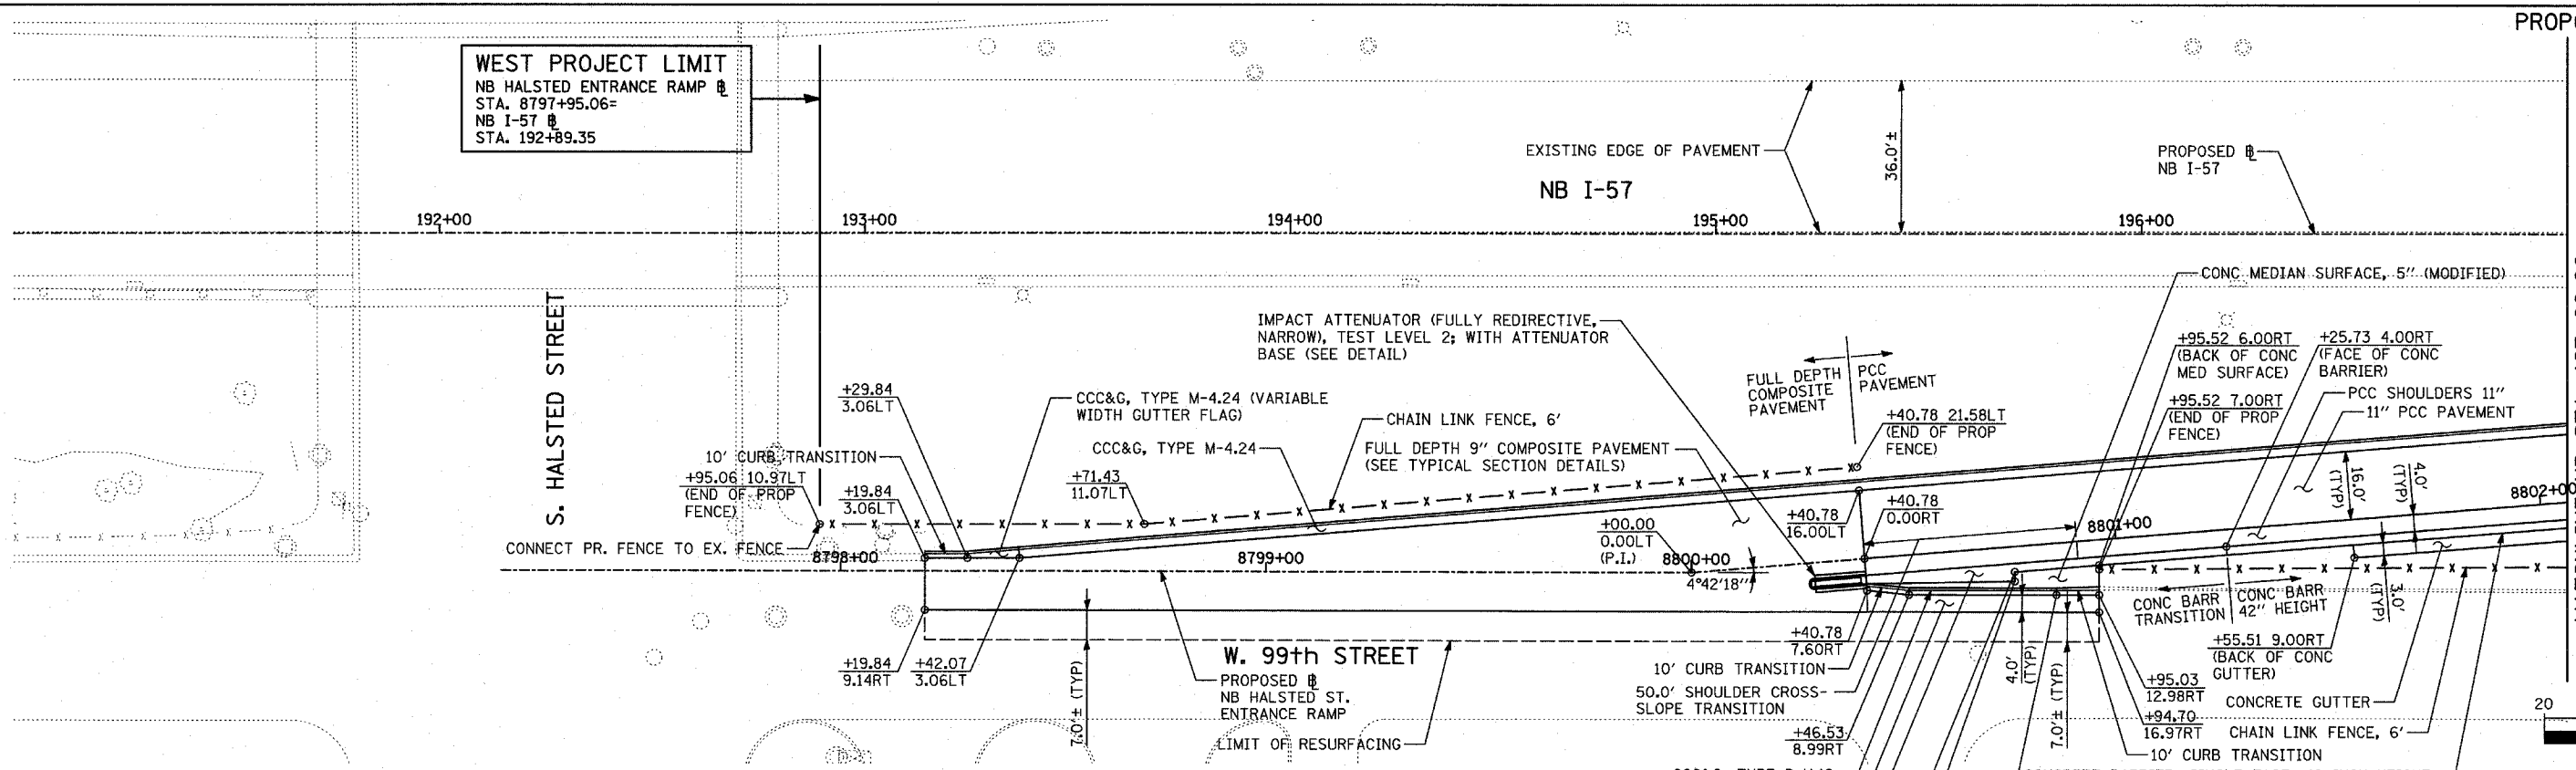 PROP
WEST PROJECT LIMIT
NB HALSTED ENTRANCE RAMP ℄
STA. 8797+95.06=
NB I-57 ℄
STA. 192+89.35
EXISTING EDGE OF PAVEMENT
NB I-57
36.0'±
PROPOSED ℄
NB I-57
192+00
193+00
194+00
195+00
196+00
S. HALSTED STREET
CONC MEDIAN SURFACE, 5" (MODIFIED)
IMPACT ATTENUATOR (FULLY REDIRECTIVE,
NARROW), TEST LEVEL 2; WITH ATTENUATOR
BASE (SEE DETAIL)
FULL DEPTH
COMPOSITE
PAVEMENT
PCC
PAVEMENT
+95.52 6.00RT
(BACK OF CONC
MED SURFACE)
+25.73 4.00RT
(FACE OF CONC
BARRIER)
PCC SHOULDERS 11"
11" PCC PAVEMENT
+95.52 7.00RT
(END OF PROP
FENCE)
+29.84
3.06LT
CCC&G, TYPE M-4.24 (VARIABLE
WIDTH GUTTER FLAG)
CHAIN LINK FENCE, 6'
CCC&G, TYPE M-4.24
FULL DEPTH 9" COMPOSITE PAVEMENT
(SEE TYPICAL SECTION DETAILS)
+40.78 21.58LT
(END OF PROP
FENCE)
10' CURB TRANSITION
+95.06 10.97LT
(END OF PROP
FENCE)
+19.84
3.06LT
+71.43
11.07LT
16.0'
(TYP)
4.0'
(TYP)
8802+00
CONNECT PR. FENCE TO EX. FENCE
8798+00
8799+00
+00.00
0.00LT
(P.I.)
8800+00
4°42'18"
+40.78
16.00LT
+40.78
0.00RT
8801+00
CONC BARR
TRANSITION
CONC BARR
42" HEIGHT
3.0'
(TYP)
+19.84
9.14RT
+42.07
3.06LT
7.0'± (TYP)
W. 99th STREET
PROPOSED ℄
NB HALSTED ST.
ENTRANCE RAMP
LIMIT OF RESURFACING
+40.78
7.60RT
10' CURB TRANSITION
50.0' SHOULDER CROSS-
SLOPE TRANSITION
+46.53
8.99RT
4.0'
(TYP)
7.0'± (TYP)
+55.51 9.00RT
(BACK OF CONC
GUTTER)
+95.03
12.98RT
CONCRETE GUTTER
+94.70
16.97RT
CHAIN LINK FENCE, 6'
10' CURB TRANSITION
20